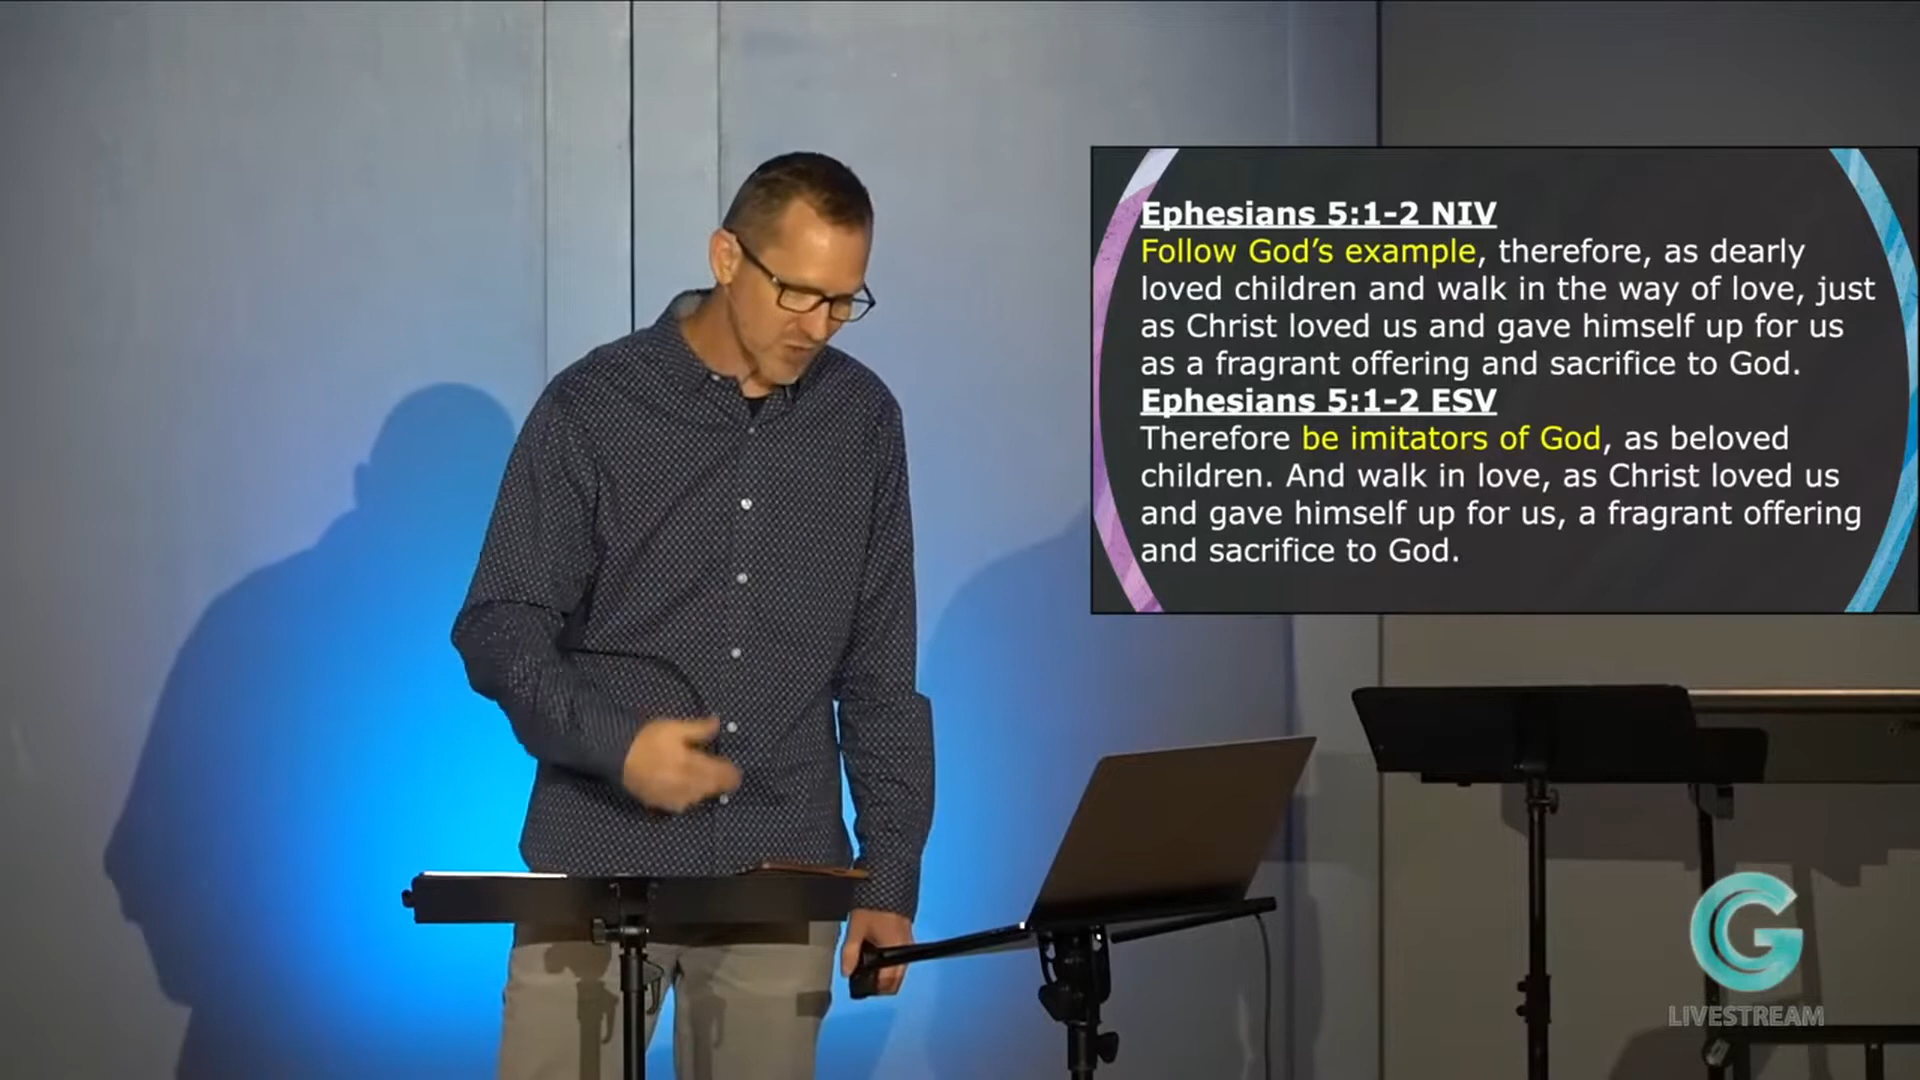 Ephesians 5:1-2 NIV
Follow God’s example, therefore, as dearly
loved children and walk in the way of love, just
as Christ loved us and gave himself up for us
as a fragrant offering and sacrifice to God.
Ephesians 5:1-2 ESV
Therefore be imitators of God, as beloved
children. And walk in love, as Christ loved us
and gave himself up for us, a fragrant offering
and sacrifice to God.
G
LIVESTREAM